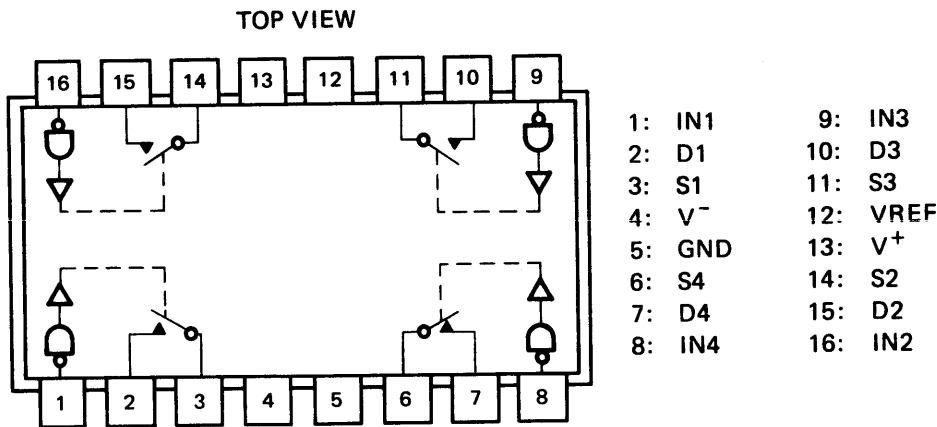 TOP VIEW
16 15 14 13 12 11 10 9
1 2 3 4 5 6 7 8
1: IN1
2: D1
3: S1
4: V⁻
5: GND
6: S4
7: D4
8: IN4
9: IN3
10: D3
11: S3
12: VREF
13: V⁺
14: S2
15: D2
16: IN2